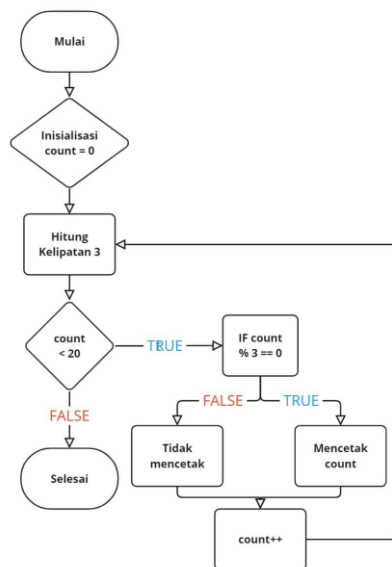 Mulai
Inisialisasi
count = 0
Hitung
Kelipatan 3
count
< 20
TRUE
IF count
% 3 == 0
FALSE
TRUE
FALSE
Tidak
mencetak
Mencetak
count
Selesai
count++